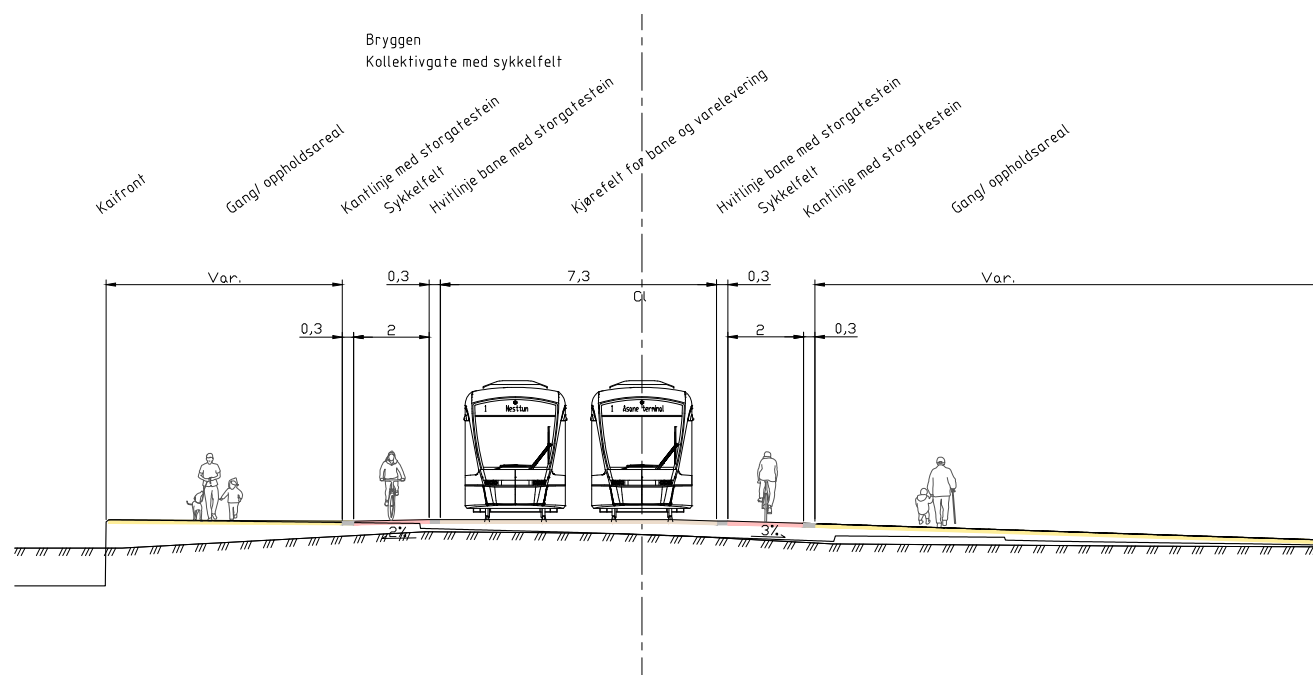 Bryggen
Kollektivgate med sykkelfelt
Kaifront
Gang/ oppholdsareal
Kantlinje med storgatestein
Sykkelfelt
Hvitlinje bane med storgatestein
Kjørefelt for bane og varelevering
Hvitlinje bane med storgatestein
Sykkelfelt
Kantlinje med storgatestein
Gang/ oppholdsareal
Var. 0,3 7,3 0,3 Var.
0,3 2 2 0,3
1 Nesttun
1 Åsane terminal
2% 3%